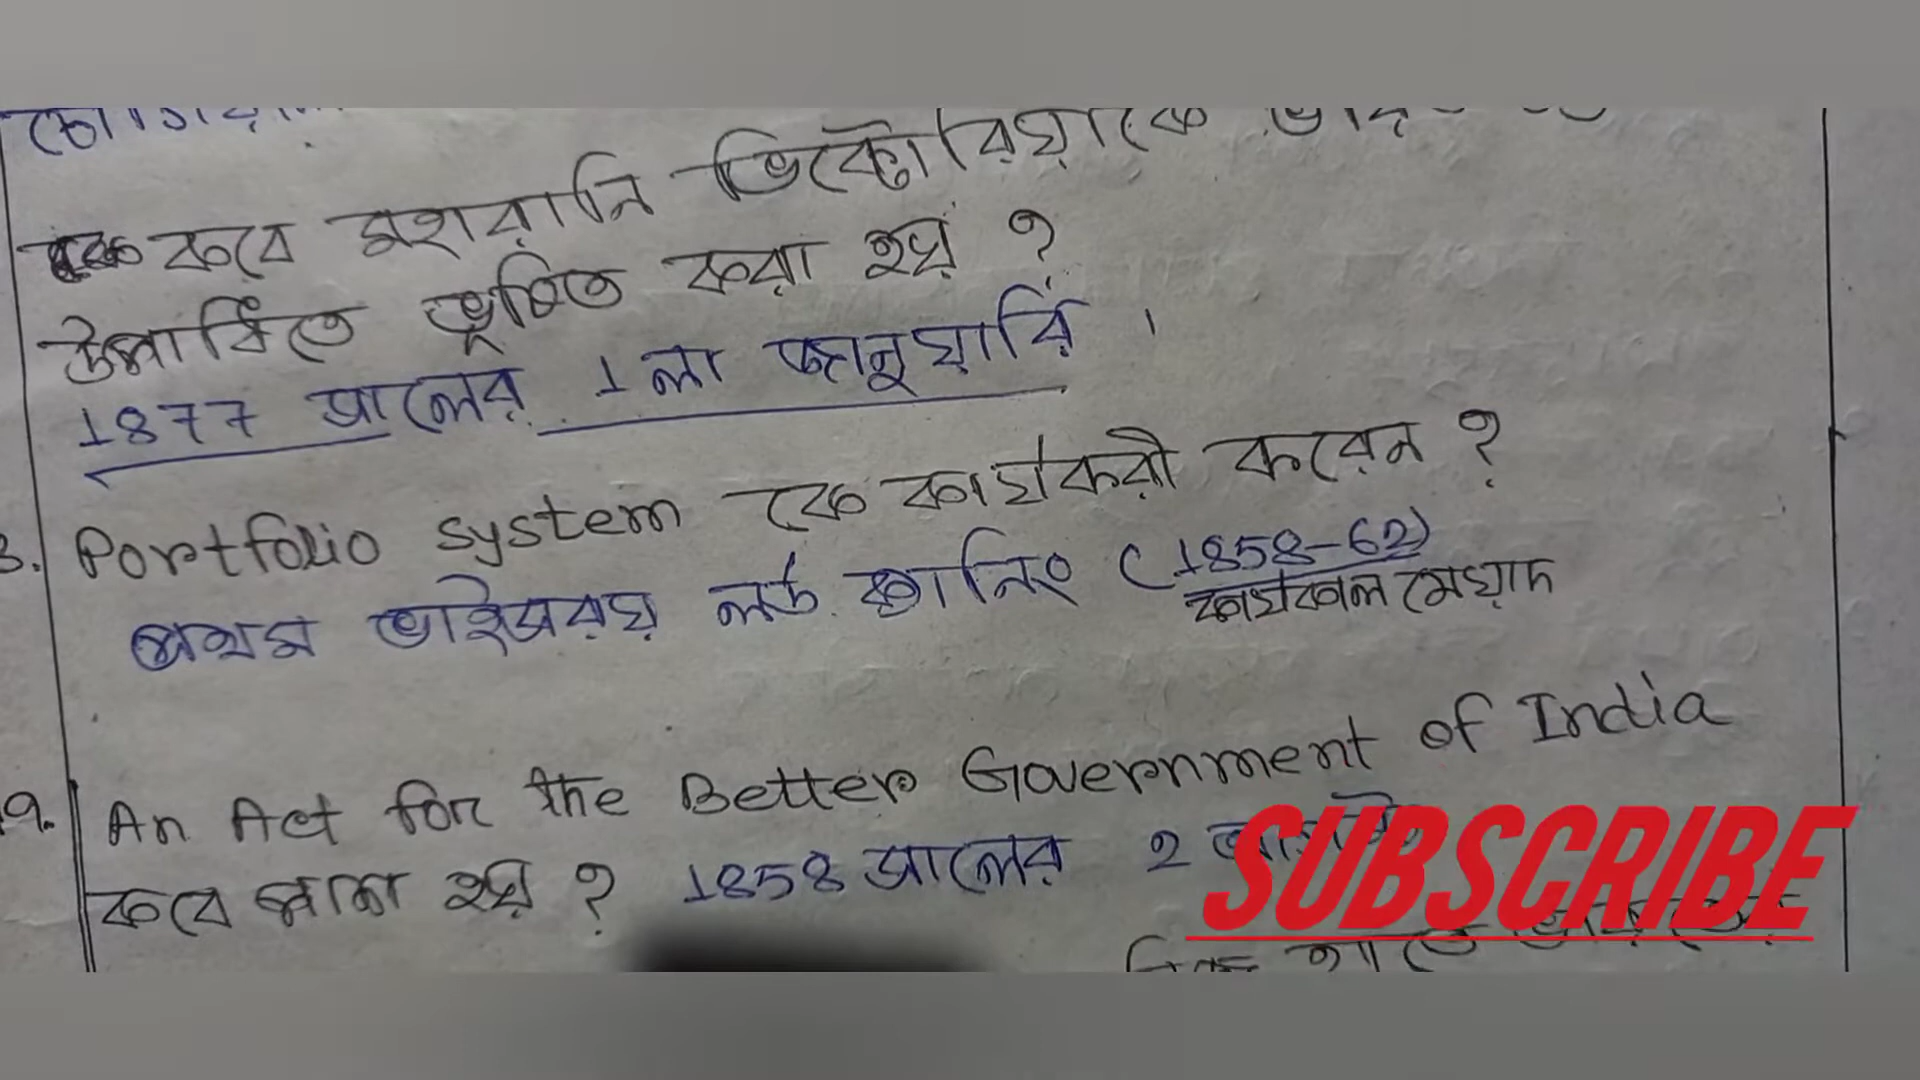 কবে মহারানি ভিক্টোরিয়াকে
উপাধিতে ভূষিত করা হয় ?
1877 সালের 1লা জানুয়ারি ।
8. Portfolio system কে কার্যকরী করেন ?
প্রথম ভাইসরয় লর্ড ক্যানিং (1858-62)
কার্যকাল মেয়াদ
19. An Act for the Better Government of India
কবে পাশ হয় ? 1858 সালের 2
SUBSCRIBE